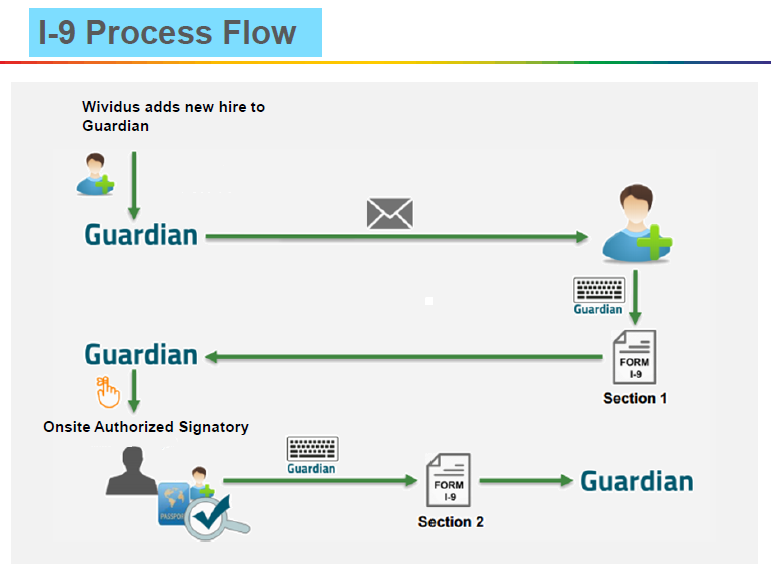 I-9 Process Flow
Wividus adds new hire to
Guardian
Guardian
Guardian
FORM
I-9
Section 1
Guardian
Onsite Authorized Signatory
Guardian
PASSPORT
FORM
I-9
Section 2
Guardian